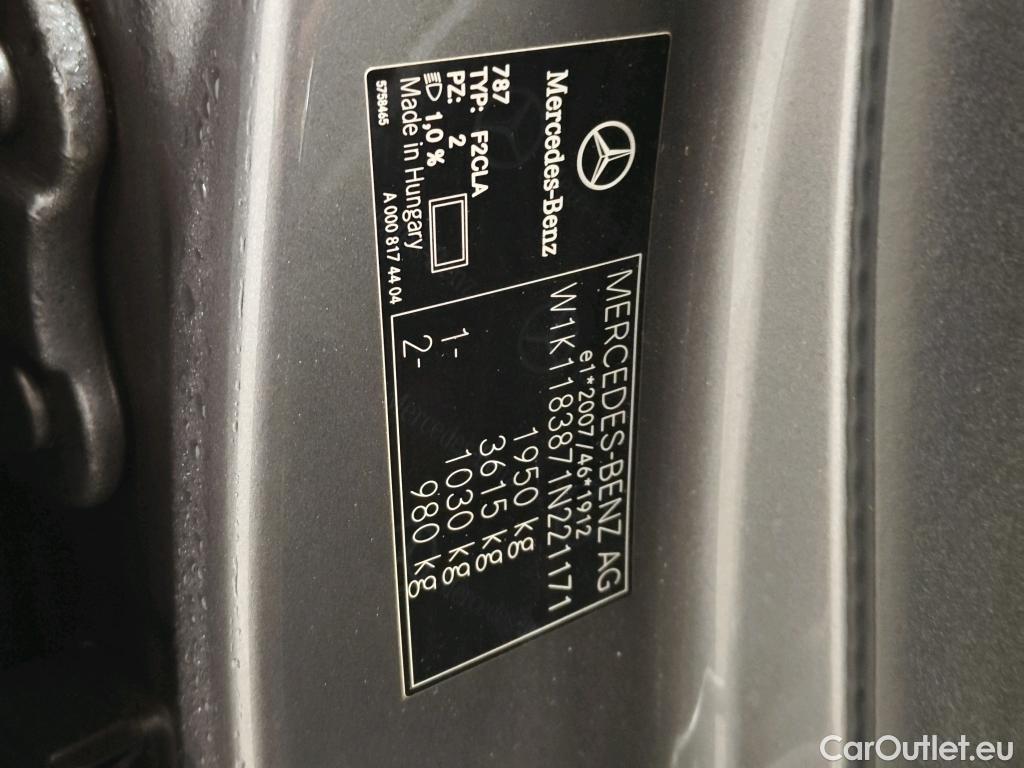 Mercedes-Benz
787
TYP: F2CLA
PZ: 2
1,0 %
Made in Hungary
5758465
A 000 817 44 04
MERCEDES-BENZ AG
e1*2007/46*1912
W1K1183871N221171
1950 kg
3615 kg
1- 1030 kg
2- 980 kg
CarOutlet.eu